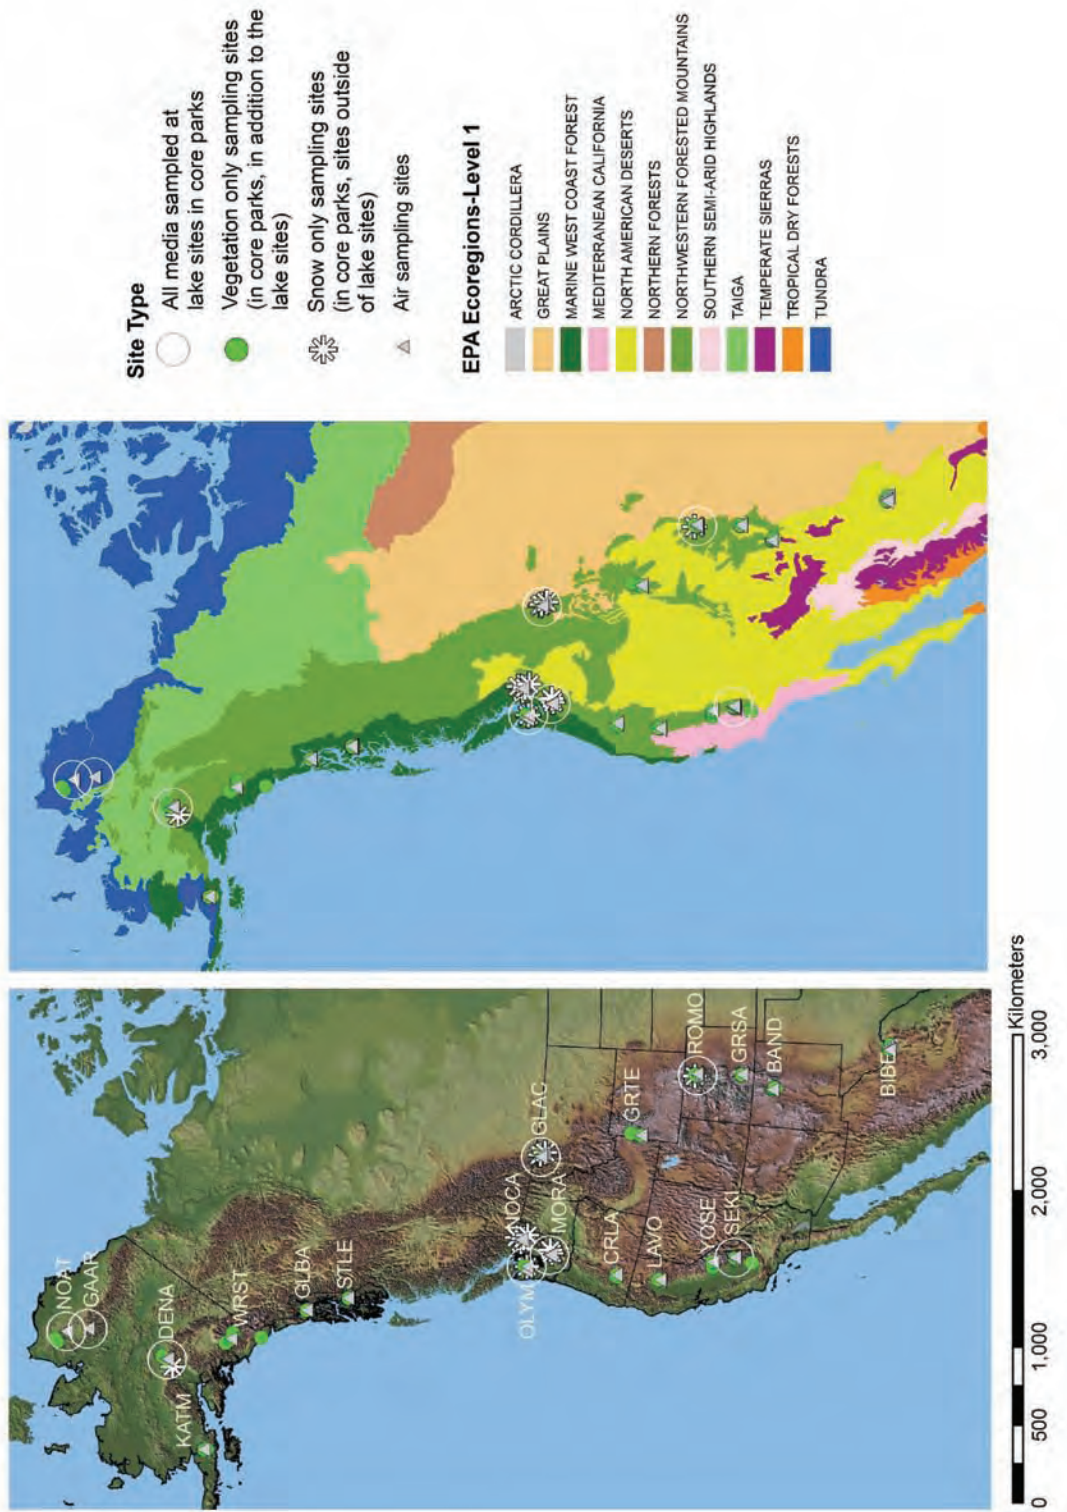 Site Type
All media sampled at
lake sites in core parks
Vegetation only sampling sites
(in core parks, in addition to the
lake sites)
Snow only sampling sites
(in core parks, sites outside
of lake sites)
Air sampling sites
EPA Ecoregions-Level 1
ARCTIC CORDILLERA
GREAT PLAINS
MARINE WEST COAST FOREST
MEDITERRANEAN CALIFORNIA
NORTH AMERICAN DESERTS
NORTHERN FORESTS
NORTHWESTERN FORESTED MOUNTAINS
SOUTHERN SEMI-ARID HIGHLANDS
TAIGA
TEMPERATE SIERRAS
TROPICAL DRY FORESTS
TUNDRA
NOAT
GAAR
DENA
KATM
WRST
GLBA
STLE
OLYM
NOCA
MORA
GLAC
CRLA
LAVO
GRTE
YOSE
SEKI
ROMO
GRSA
BAND
BIBE
0 500 1,000 2,000 3,000
Kilometers